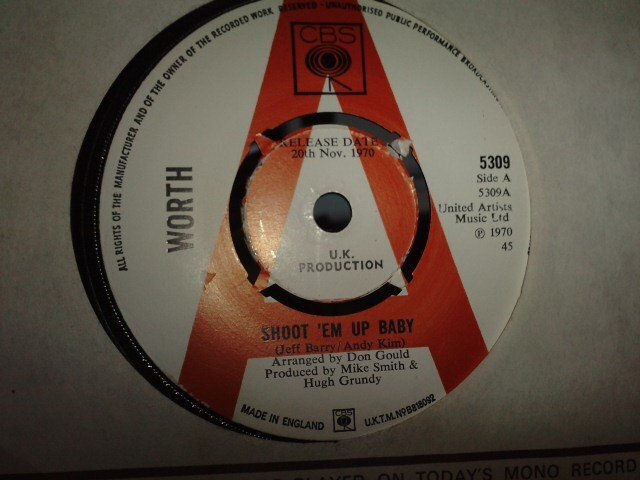 ALL RIGHTS OF THE MANUFACTURER AND OF THE OWNER OF THE RECORDED WORK RESERVED - UNAUTHORISED PUBLIC PERFORMANCE BROADCASTING
CBS
RELEASE DATE
20th Nov. 1970
WORTH
5309
Side A
5309A
United Artists
Music Ltd
℗ 1970
45
A
U.K.
PRODUCTION
SHOOT 'EM UP BABY
(Jeff Barry/Andy Kim)
Arranged by Don Gould
Produced by Mike Smith &
Hugh Grundy
MADE IN ENGLAND
CBS
U.K.T.M. No B818092
PLAYED ON TODAY'S MONO RECORD